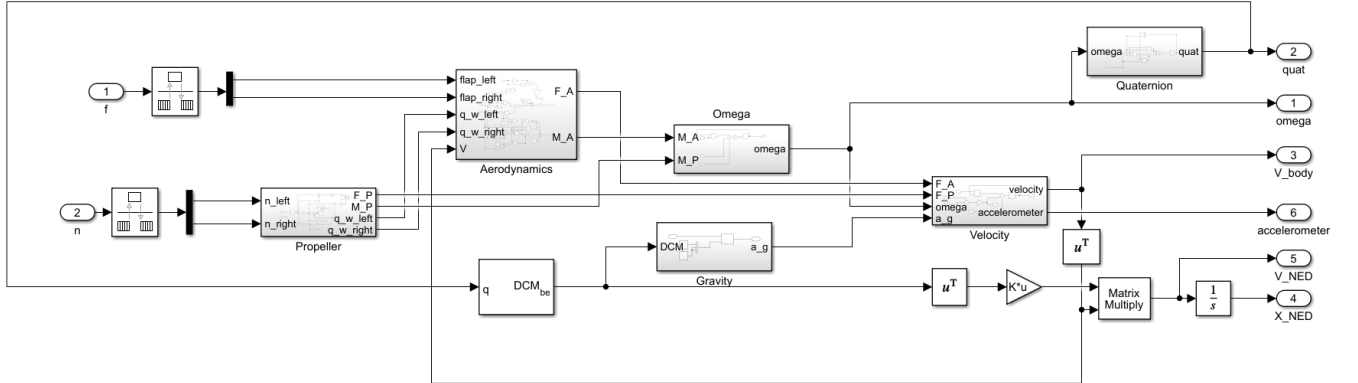 1
f
flap_left
flap_right
q_w_left
q_w_right
V
F_A
M_A
Aerodynamics
2
n
n_left
n_right
F_P
M_P
q_w_left
q_w_right
Propeller
Omega
M_A
M_P
omega
DCM
a_g
Gravity
q
DCM_be
omega
quat
Quaternion
F_A
F_P
omega
a_g
velocity
accelerometer
Velocity
u^T
u^T
K*u
Matrix
Multiply
1
s
2
quat
1
omega
3
V_body
6
accelerometer
5
V_NED
4
X_NED